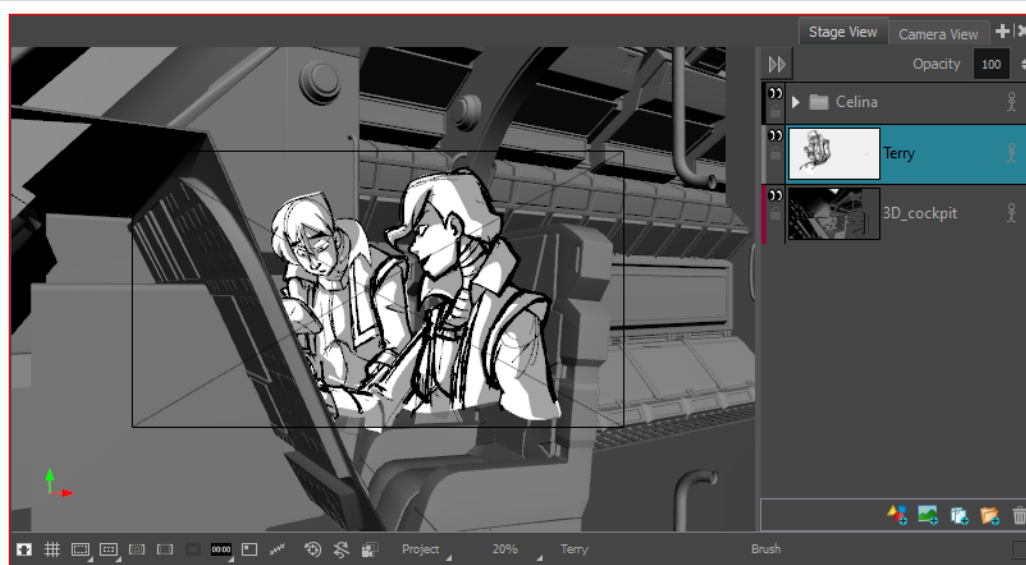 Stage View
Camera View
Opacity 100
Celina
Terry
3D_cockpit
00:00
Project 20% Terry Brush